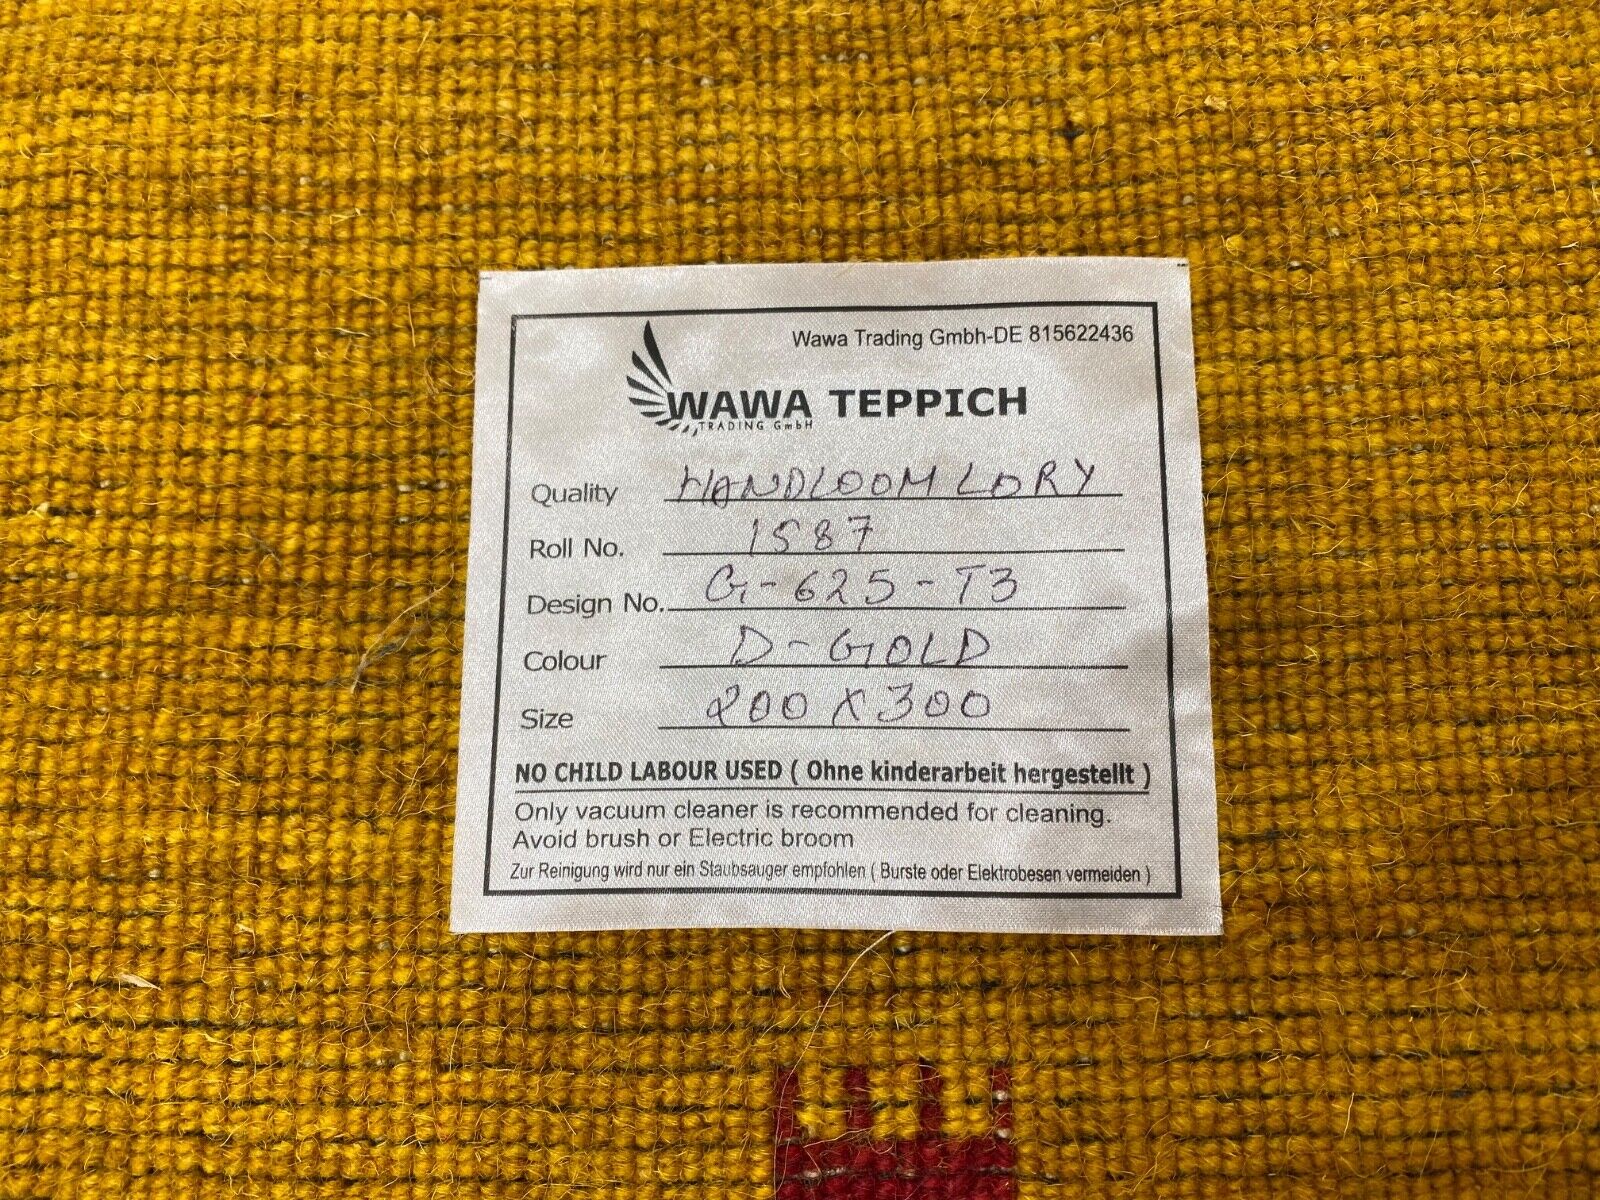 Wawa Trading Gmbh-DE 815622436
WAWA TEPPICH
TRADING GmbH
Quality HANDLOOM LORY
Roll No. 1587
Design No. G-625-T3
Colour D-GOLD
Size 200 X 300
NO CHILD LABOUR USED ( Ohne kinderarbeit hergestellt )
Only vacuum cleaner is recommended for cleaning.
Avoid brush or Electric broom
Zur Reinigung wird nur ein Staubsauger empfohlen ( Burste oder Elektrobesen vermeiden )